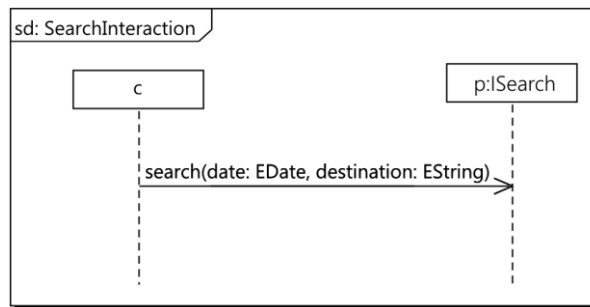 sd: SearchInteraction
c
p:ISearch
search(date: EDate, destination: EString)